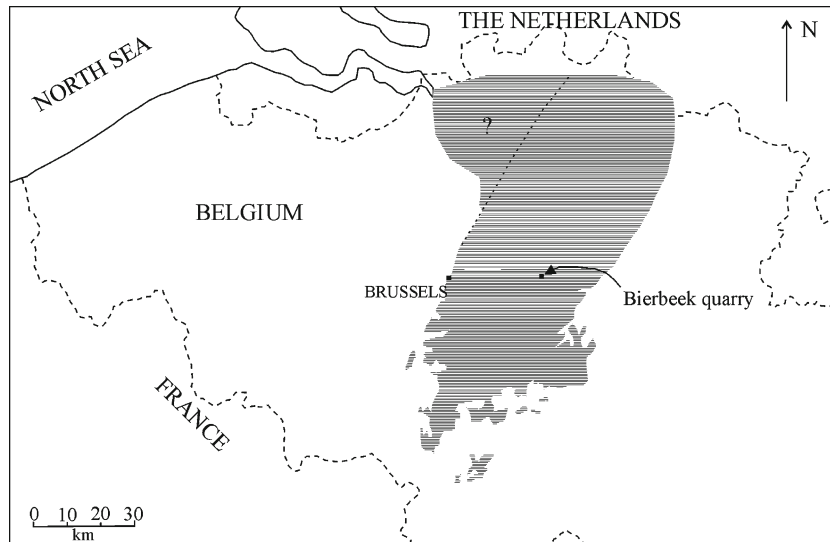 THE NETHERLANDS
N
NORTH SEA
?
BELGIUM
BRUSSELS
Bierbeek quarry
FRANCE
0 10 20 30
km